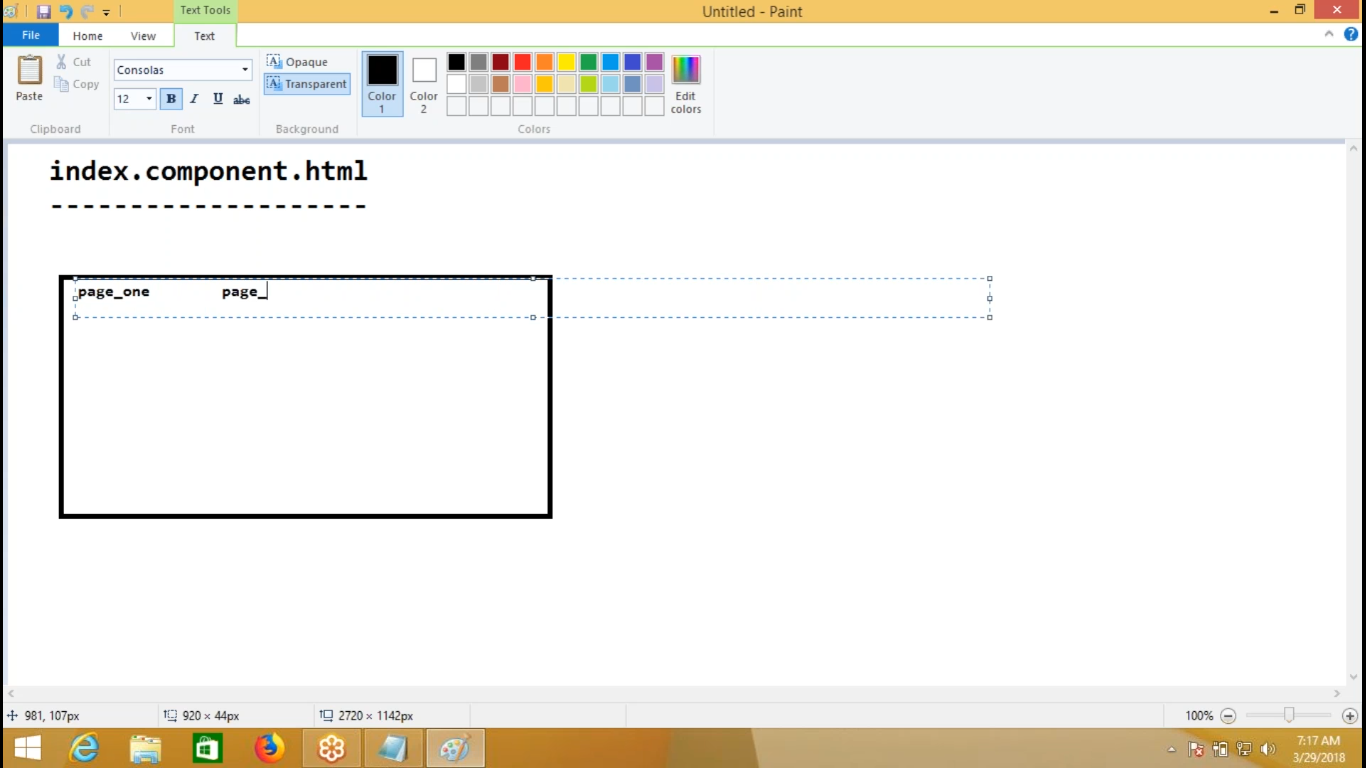 Text Tools
Untitled - Paint
File Home View Text
Paste
Cut
Copy
Clipboard
Consolas
12 B I U abc
Font
Opaque
Transparent
Background
Color 1
Color 2
Edit colors
Colors
index.component.html
--------------------
page_one page_
981, 107px 920 × 44px 2720 × 1142px 100%
7:17 AM
3/29/2018